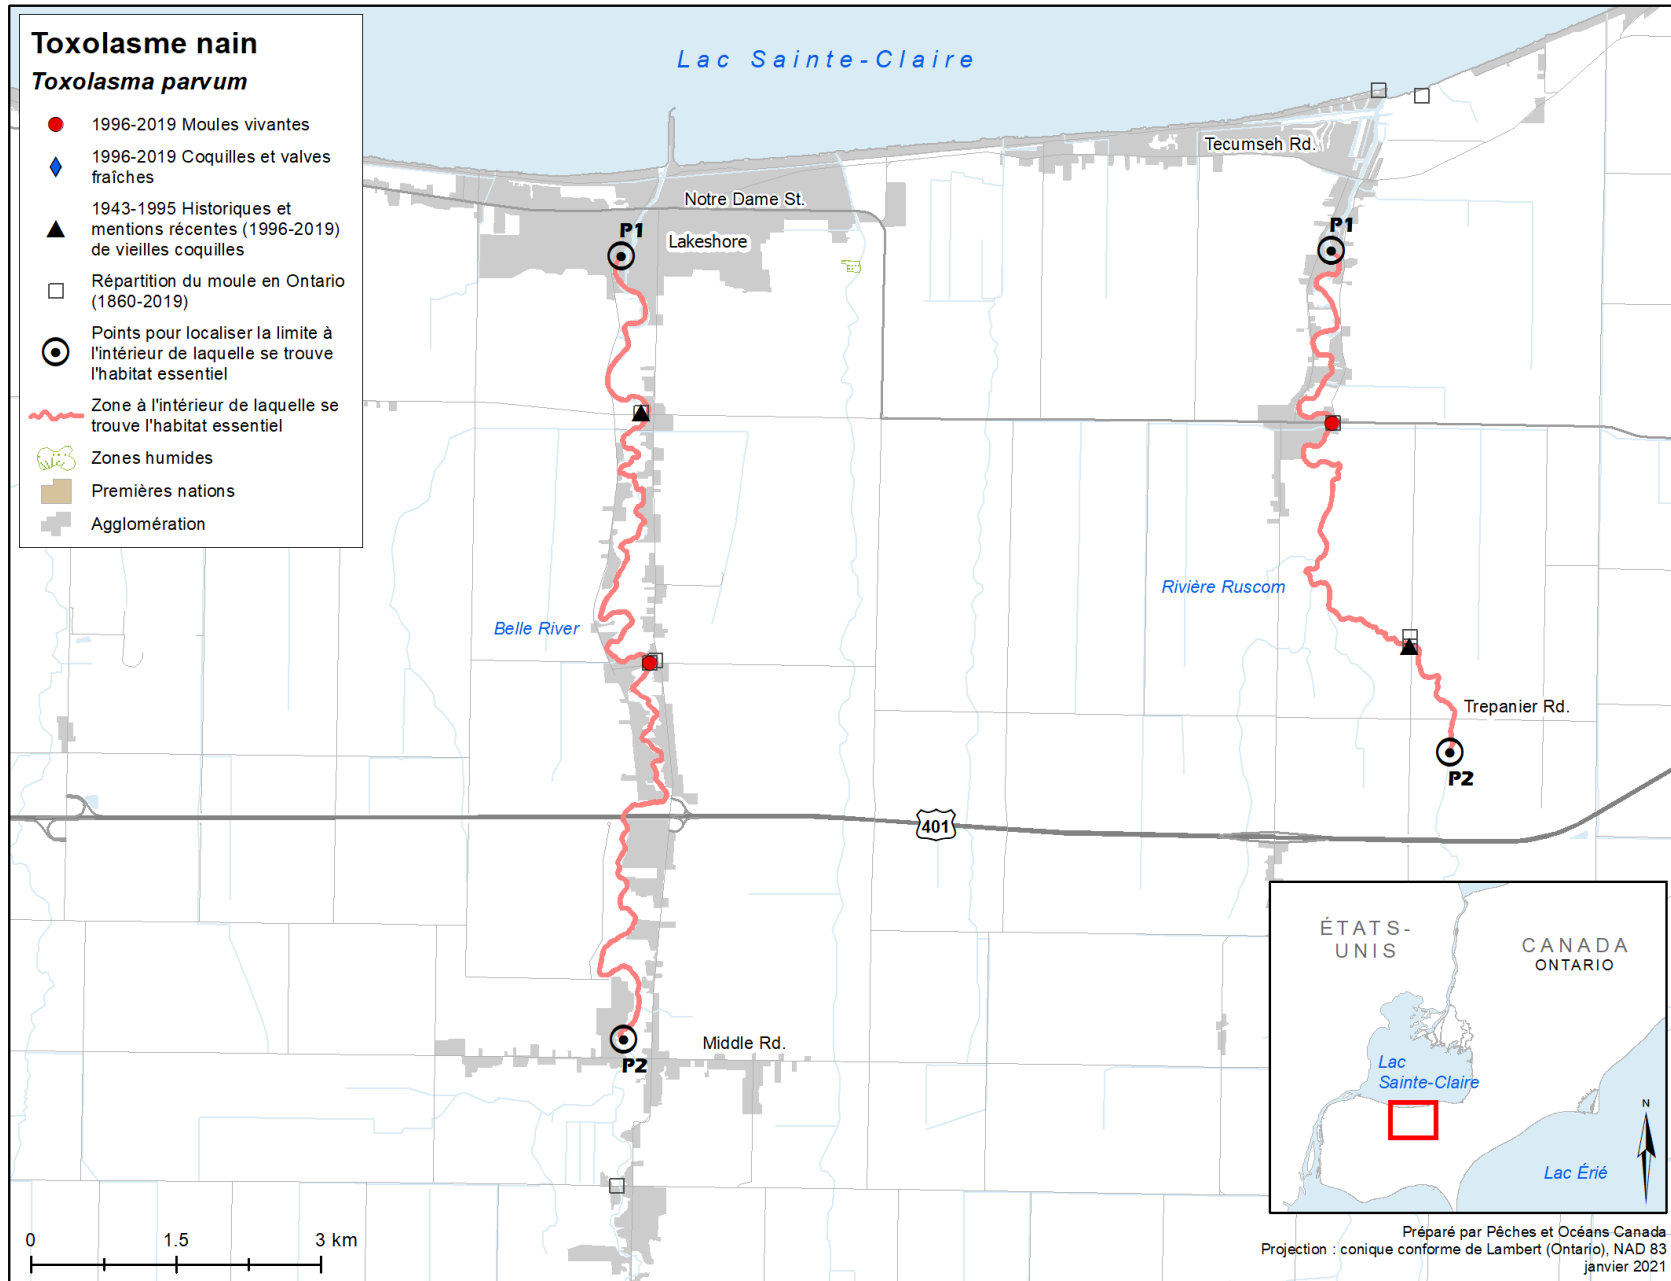 Toxolasme nain
Toxolasma parvum
1996-2019 Moules vivantes
1996-2019 Coquilles et valves
fraîches
1943-1995 Historiques et
mentions récentes (1996-2019)
de vieilles coquilles
Répartition du moule en Ontario
(1860-2019)
Points pour localiser la limite à
l'intérieur de laquelle se trouve
l'habitat essentiel
Zone à l'intérieur de laquelle se
trouve l'habitat essentiel
Zones humides
Premières nations
Agglomération
Lac Sainte-Claire
Tecumseh Rd.
Notre Dame St.
P1
Lakeshore
P1
Rivière Ruscom
Belle River
Trepanier Rd.
P2
401
Middle Rd.
P2
ÉTATS-
UNIS
CANADA
ONTARIO
Lac
Sainte-Claire
N
Lac Érié
0 1.5 3 km
Préparé par Pêches et Océans Canada
Projection : conique conforme de Lambert (Ontario), NAD 83
janvier 2021